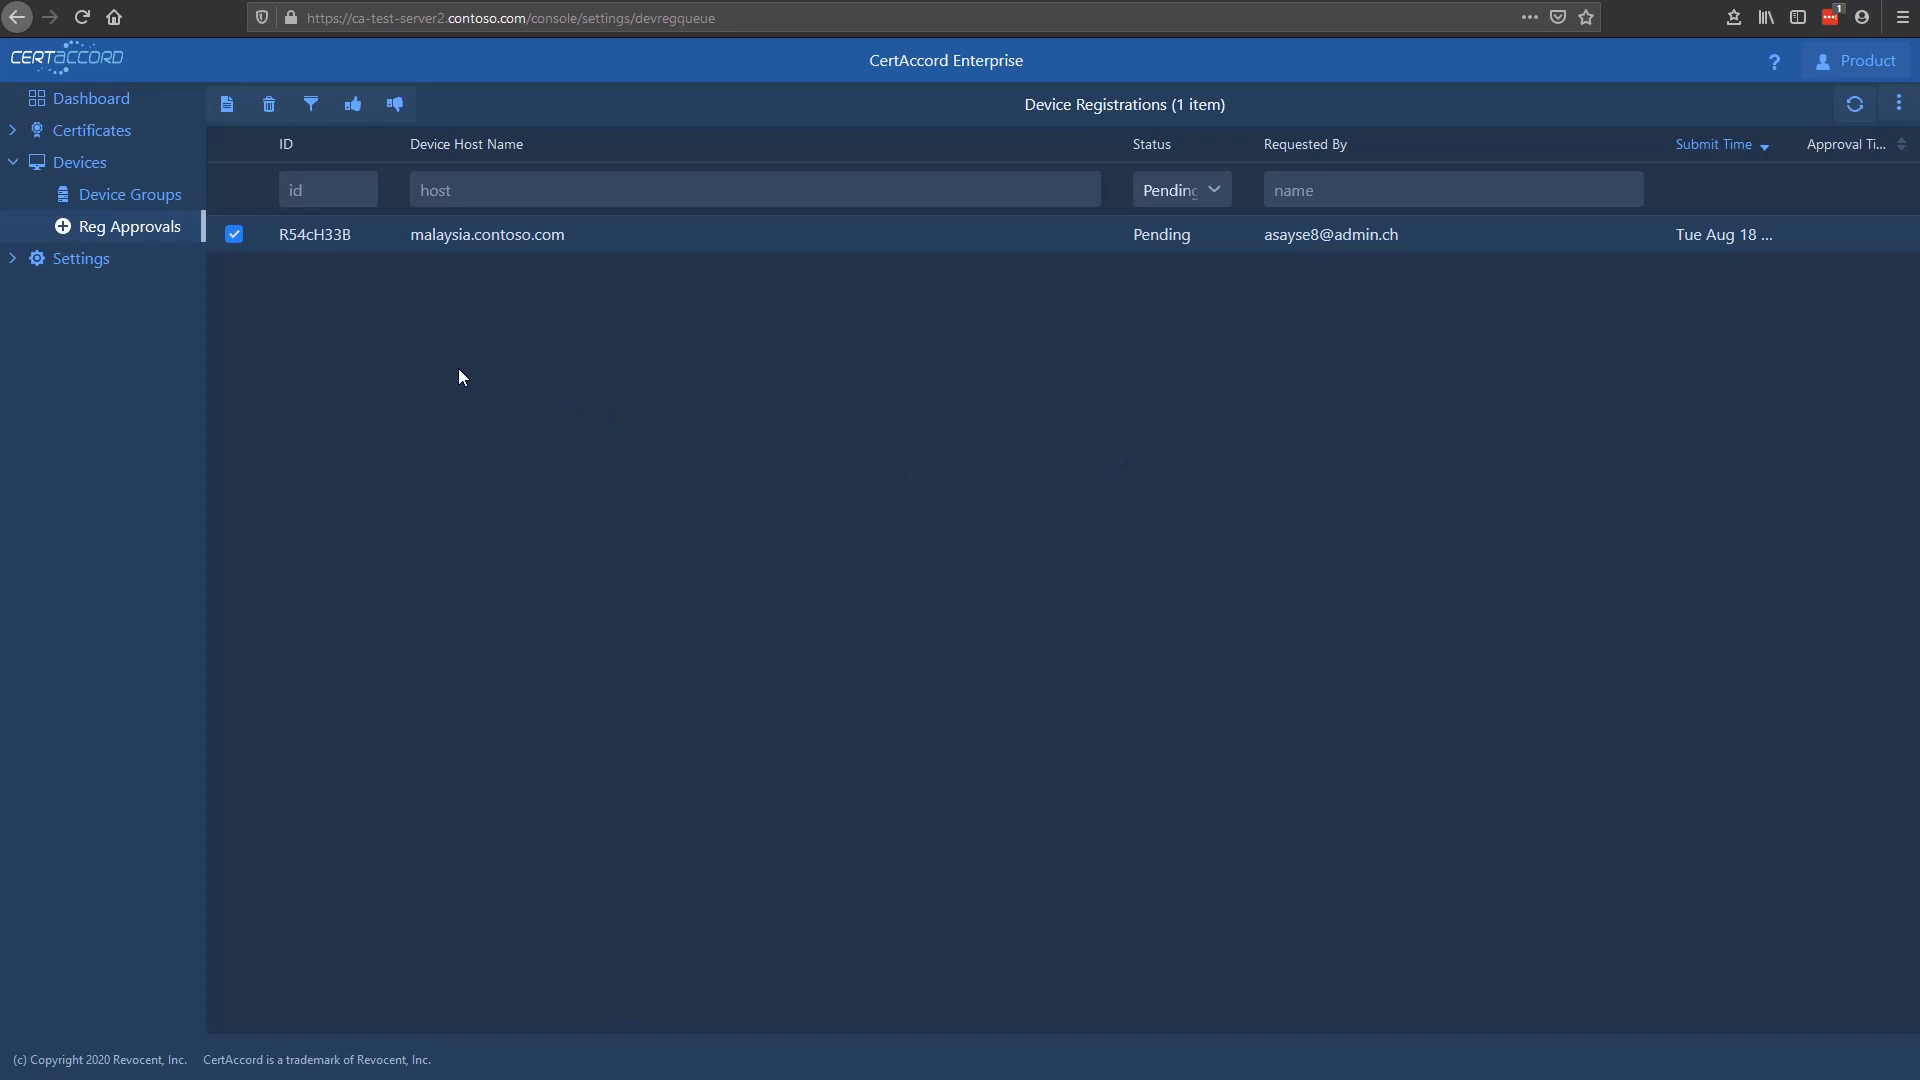 https://ca-test-server2.contoso.com/console/settings/devregqueue
1
CERTACCORD
CertAccord Enterprise
? Product
Dashboard
Certificates
Devices
Device Groups
Reg Approvals
Settings
Device Registrations (1 item)
ID Device Host Name Status Requested By Submit Time Approval Ti...
id host Pending name
R54cH33B malaysia.contoso.com Pending asayse8@admin.ch Tue Aug 18 ...
(c) Copyright 2020 Revocent, Inc. CertAccord is a trademark of Revocent, Inc.